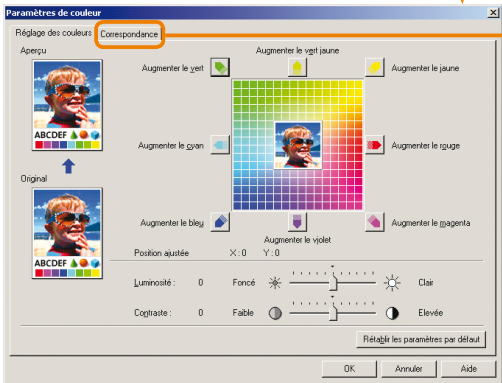 Paramètres de couleur
Réglage des couleurs Correspondance
Aperçu
Augmenter le vert jaune
Augmenter le vert
Augmenter le jaune
ABCDEF
Augmenter le cyan
Augmenter le rouge
Original
Augmenter le bleu
Augmenter le magenta
Augmenter le violet
ABCDEF
Position ajustée X : 0 Y : 0
Luminosité : 0 Foncé Clair
Contraste : 0 Faible Elevée
Rétablir les paramètres par défaut
OK Annuler Aide